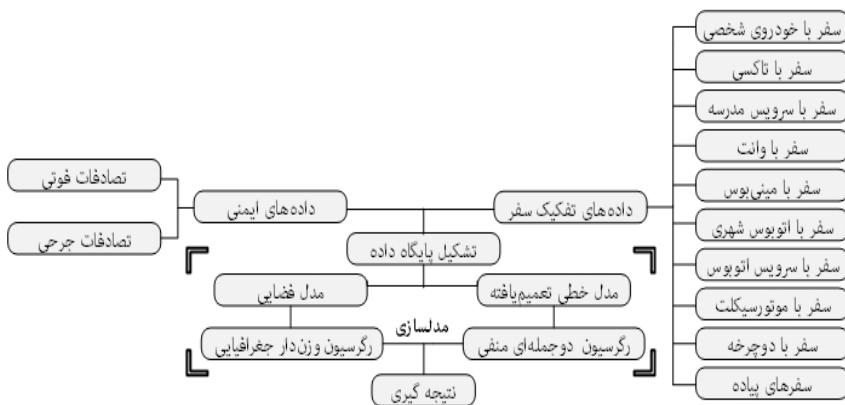 سفر با خودروی شخصی
سفر با تاکسی
سفر با سرویس مدرسه
سفر با وانت
سفر با مینی‌بوس
سفر با اتوبوس شهری
سفر با سرویس اتوبوس
سفر با موتورسیکلت
سفر با دوچرخه
سفرهای پیاده
داده‌های تفکیک سفر
داده‌های ایمنی
تصادفات فوتی
تصادفات جرحی
تشکیل پایگاه داده
مدل خطی تعمیم‌یافته
مدل فضایی
مدلسازی
رگرسیون دوجمله‌ای منفی
رگرسیون وزن‌دار جغرافیایی
نتیجه گیری